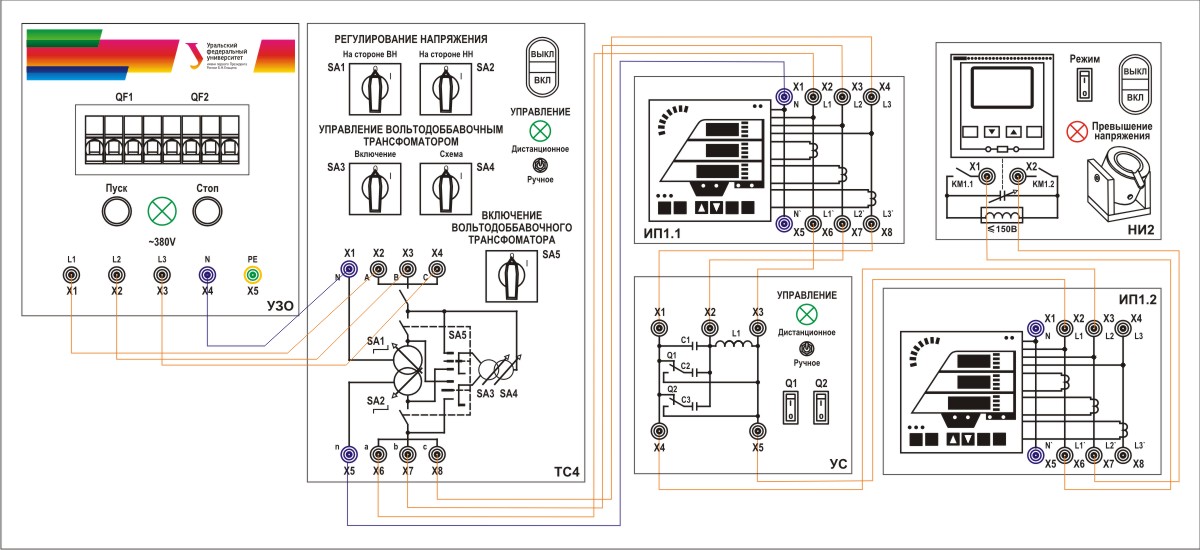 Уральский
федеральный
университет
имени первого Президента
России Б.Н.Ельцина
QF1 QF2
Пуск Стоп
~380V
L1 L2 L3 N PE
X1 X2 X3 X4 X5
УЗО
РЕГУЛИРОВАНИЕ НАПРЯЖЕНИЯ
На стороне ВН На стороне НН
SA1 SA2
I I
ВЫКЛ
ВКЛ
УПРАВЛЕНИЕ
Дистанционное
Ручное
УПРАВЛЕНИЕ ВОЛЬТОДОББАВОЧНЫМ
ТРАНСФОМАТОРОМ
Включение Схема
SA3 SA4
I I
ВКЛЮЧЕНИЕ
ВОЛЬТОДОББАВОЧНОГО
ТРАНСФОМАТОРА
SA5
I
X1 X2 X3 X4
N A B C
SA1 SA5
SA3 SA4
SA2
n a b c
X5 X6 X7 X8
ТС4
X1 X2 X3 X4
N L1 L2 L3
N` L1` L2` L3`
X5 X6 X7 X8
ИП1.1
УПРАВЛЕНИЕ
Дистанционное
Ручное
X1 X2 X3
C1 L1
Q1
C2
Q2
C3
Q1 Q2
X4 X5
УС
Режим
ВЫКЛ
ВКЛ
Превышение
напряжения
X1 X2
КМ1.1 КМ1.2
≤150В
НИ2
ИП1.2
X1 X2 X3 X4
N L1 L2 L3
N` L1` L2` L3`
X5 X6 X7 X8